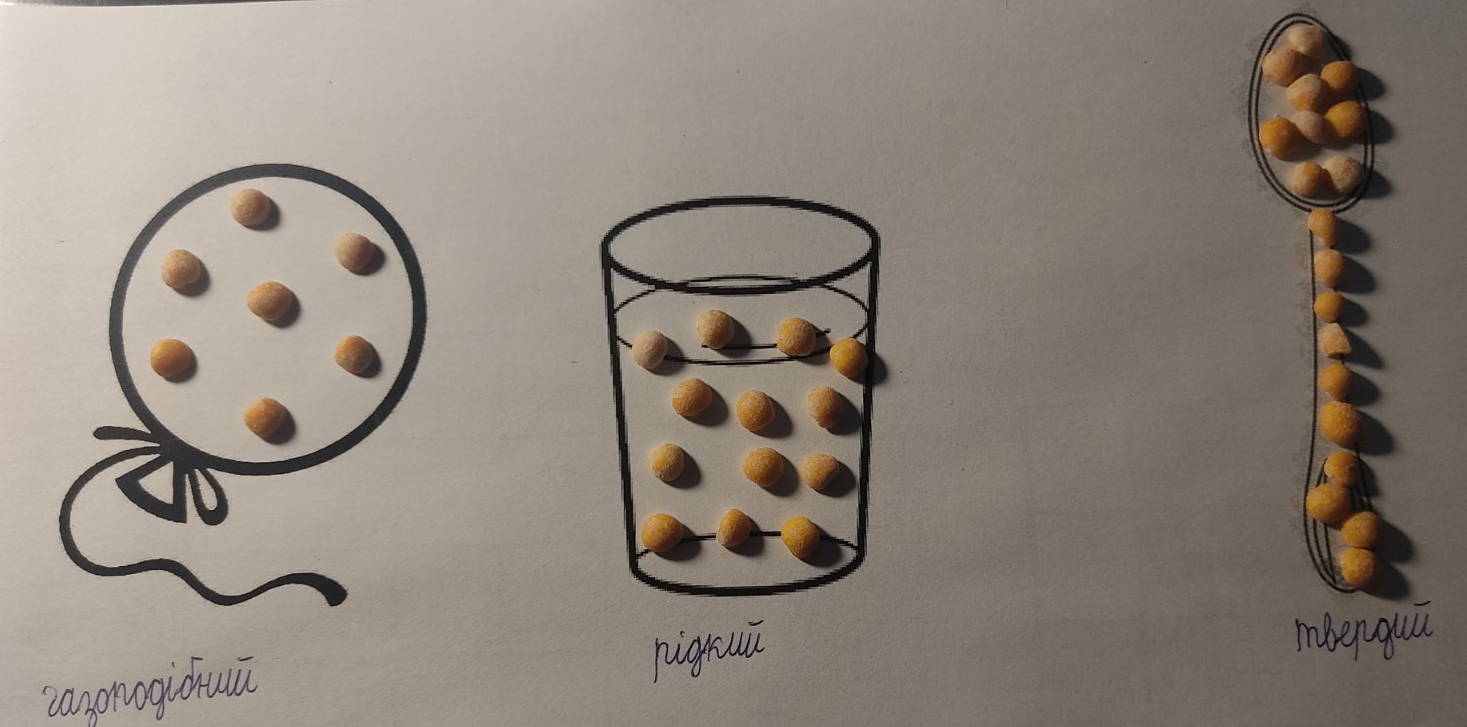 газоподібний
рідкий
твердий